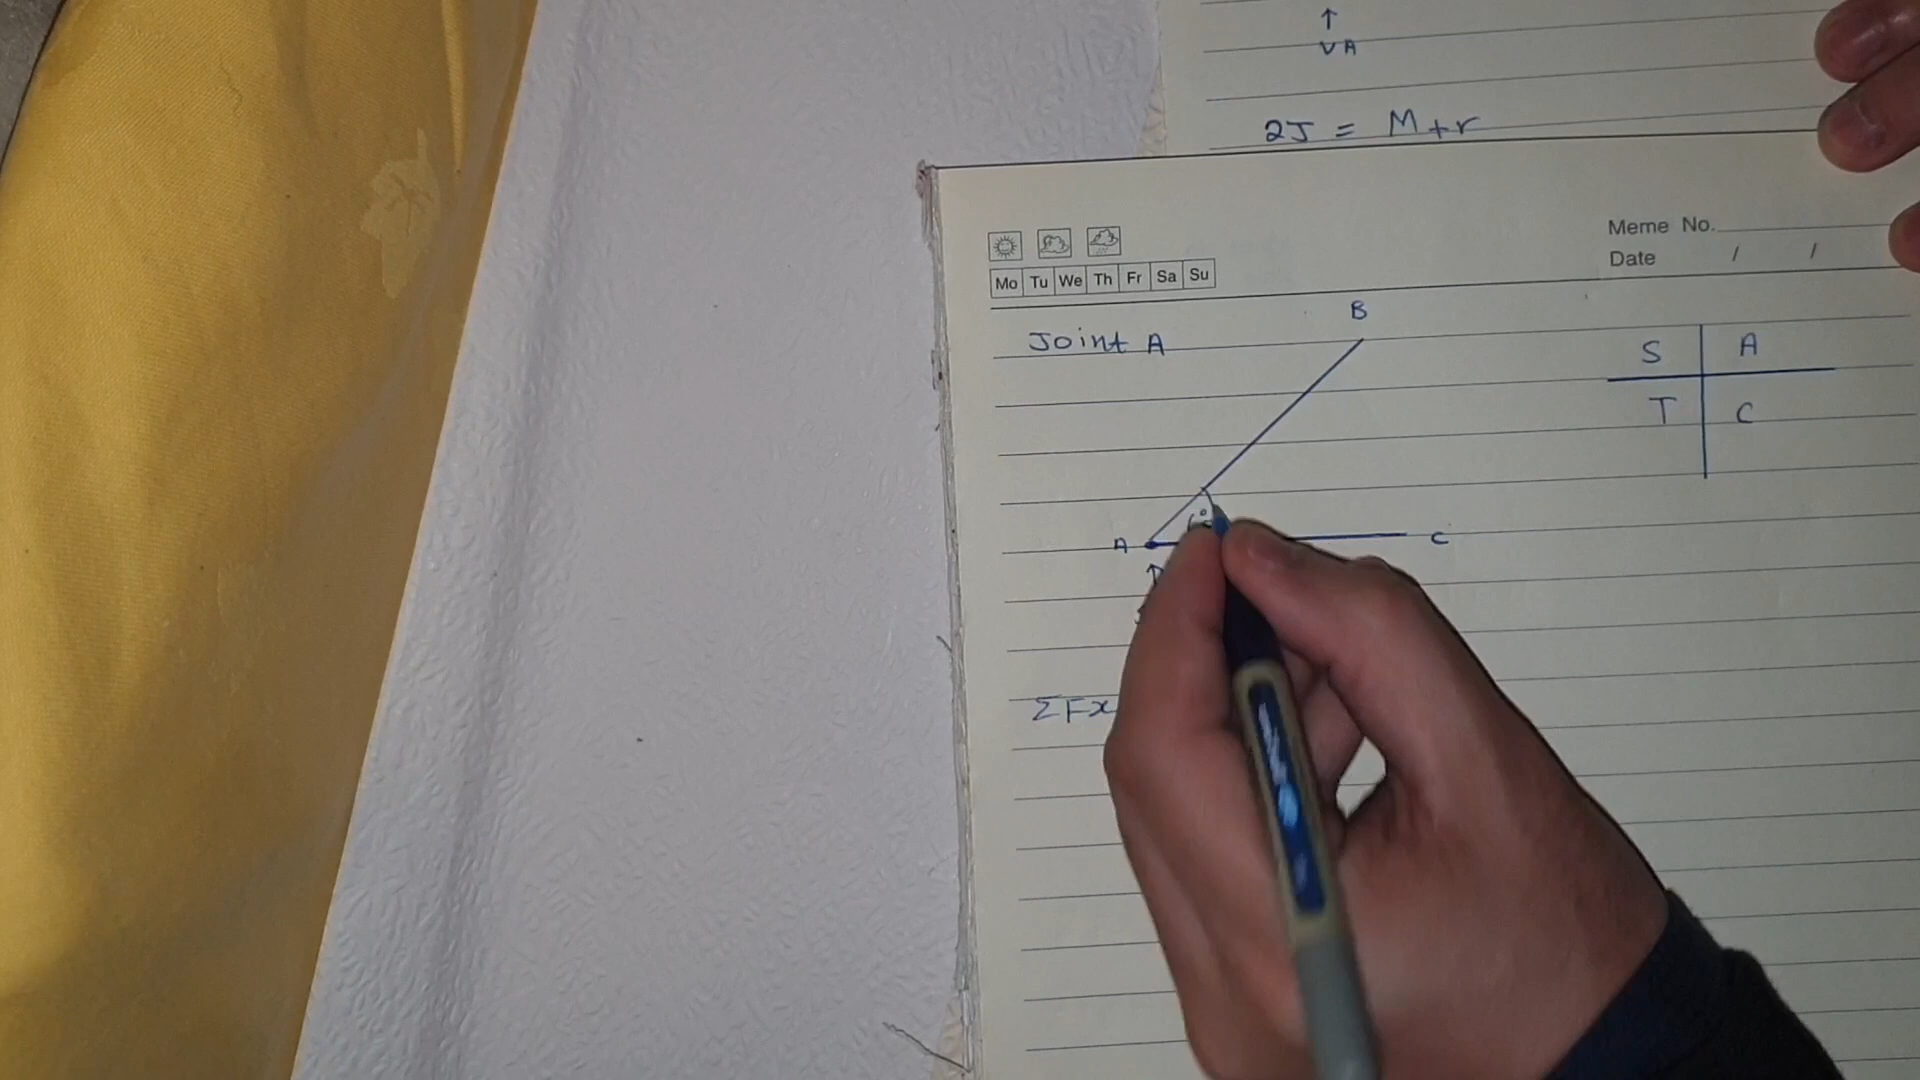 ↑
VA
2J = M+r
Meme No.
Mo Tu We Th Fr Sa Su
Date / /
B
Joint A
S A
T C
A C
↑
ΣFx